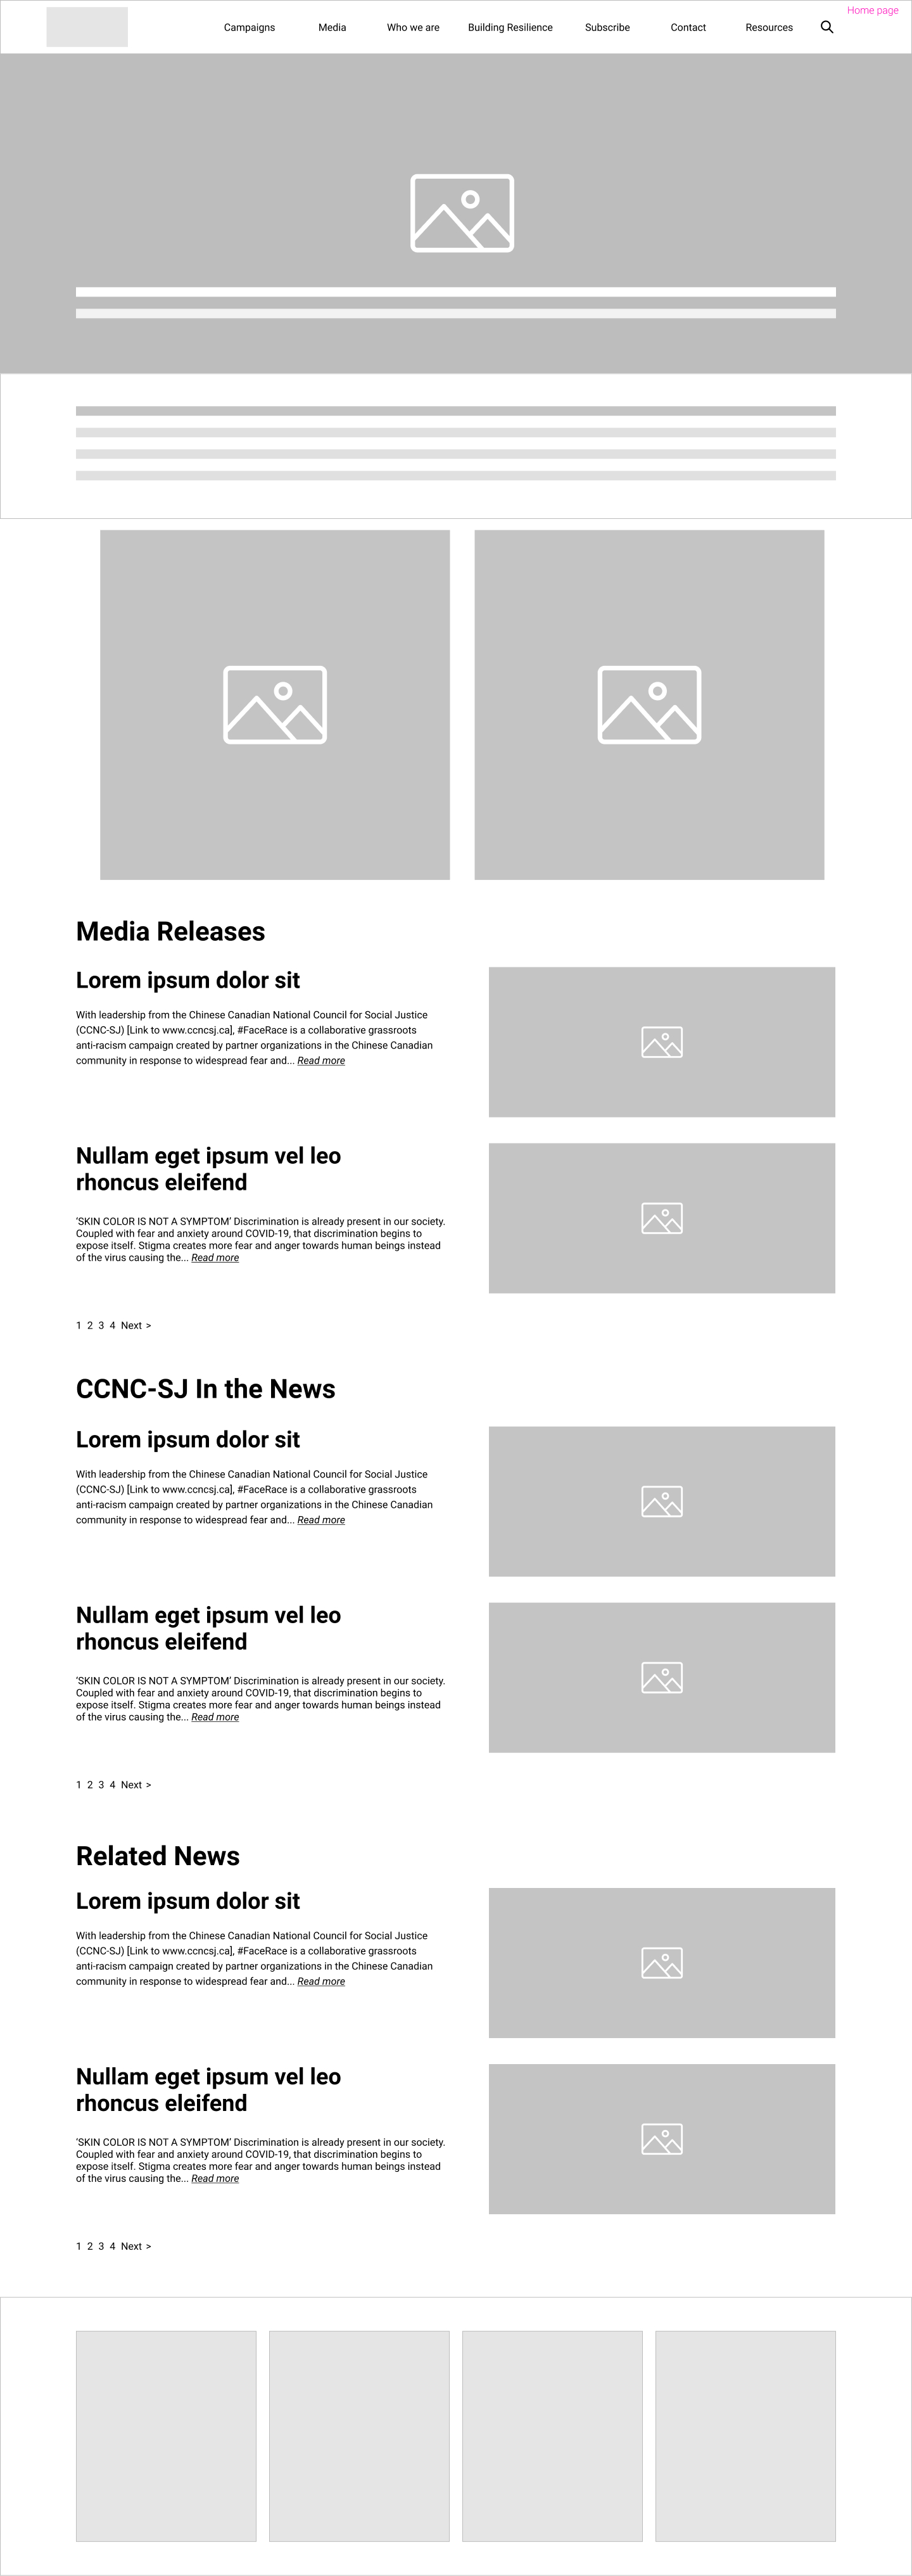 Home page
Campaigns Media Who we are Building Resilience Subscribe Contact Resources
Media Releases
Lorem ipsum dolor sit
With leadership from the Chinese Canadian National Council for Social Justice
(CCNC-SJ) [Link to www.ccncsj.ca], #FaceRace is a collaborative grassroots
anti-racism campaign created by partner organizations in the Chinese Canadian
community in response to widespread fear and... Read more
Nullam eget ipsum vel leo
rhoncus eleifend
‘SKIN COLOR IS NOT A SYMPTOM’ Discrimination is already present in our society.
Coupled with fear and anxiety around COVID-19, that discrimination begins to
expose itself. Stigma creates more fear and anger towards human beings instead
of the virus causing the... Read more
1 2 3 4 Next >
CCNC-SJ In the News
Lorem ipsum dolor sit
With leadership from the Chinese Canadian National Council for Social Justice
(CCNC-SJ) [Link to www.ccncsj.ca], #FaceRace is a collaborative grassroots
anti-racism campaign created by partner organizations in the Chinese Canadian
community in response to widespread fear and... Read more
Nullam eget ipsum vel leo
rhoncus eleifend
‘SKIN COLOR IS NOT A SYMPTOM’ Discrimination is already present in our society.
Coupled with fear and anxiety around COVID-19, that discrimination begins to
expose itself. Stigma creates more fear and anger towards human beings instead
of the virus causing the... Read more
1 2 3 4 Next >
Related News
Lorem ipsum dolor sit
With leadership from the Chinese Canadian National Council for Social Justice
(CCNC-SJ) [Link to www.ccncsj.ca], #FaceRace is a collaborative grassroots
anti-racism campaign created by partner organizations in the Chinese Canadian
community in response to widespread fear and... Read more
Nullam eget ipsum vel leo
rhoncus eleifend
‘SKIN COLOR IS NOT A SYMPTOM’ Discrimination is already present in our society.
Coupled with fear and anxiety around COVID-19, that discrimination begins to
expose itself. Stigma creates more fear and anger towards human beings instead
of the virus causing the... Read more
1 2 3 4 Next >